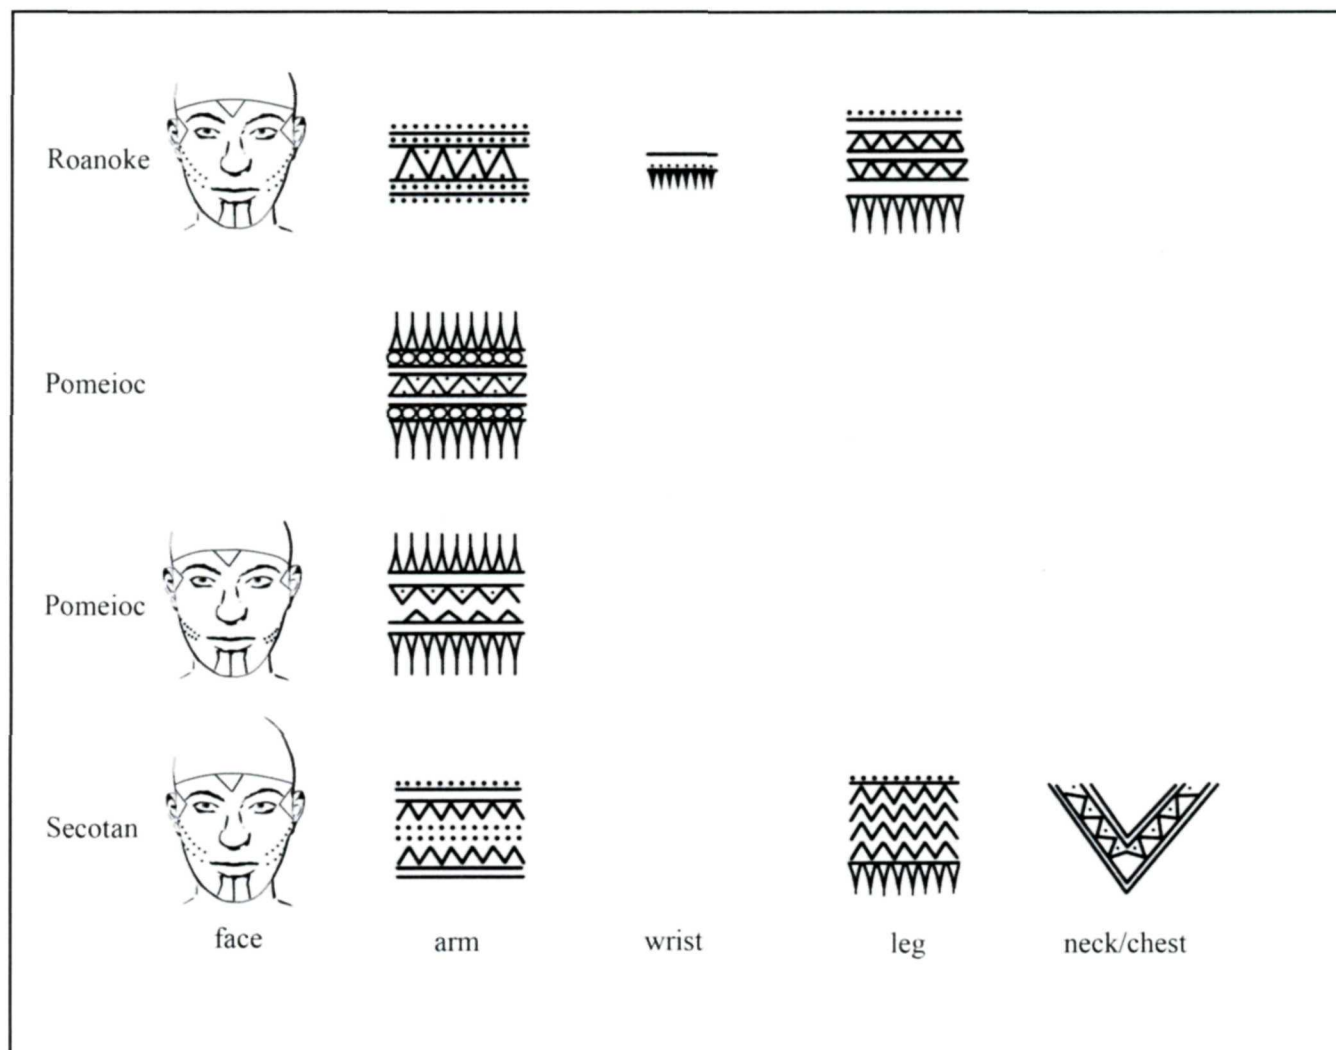 Roanoke
Pomeioc
Pomeioc
Secotan
face arm wrist leg neck/chest